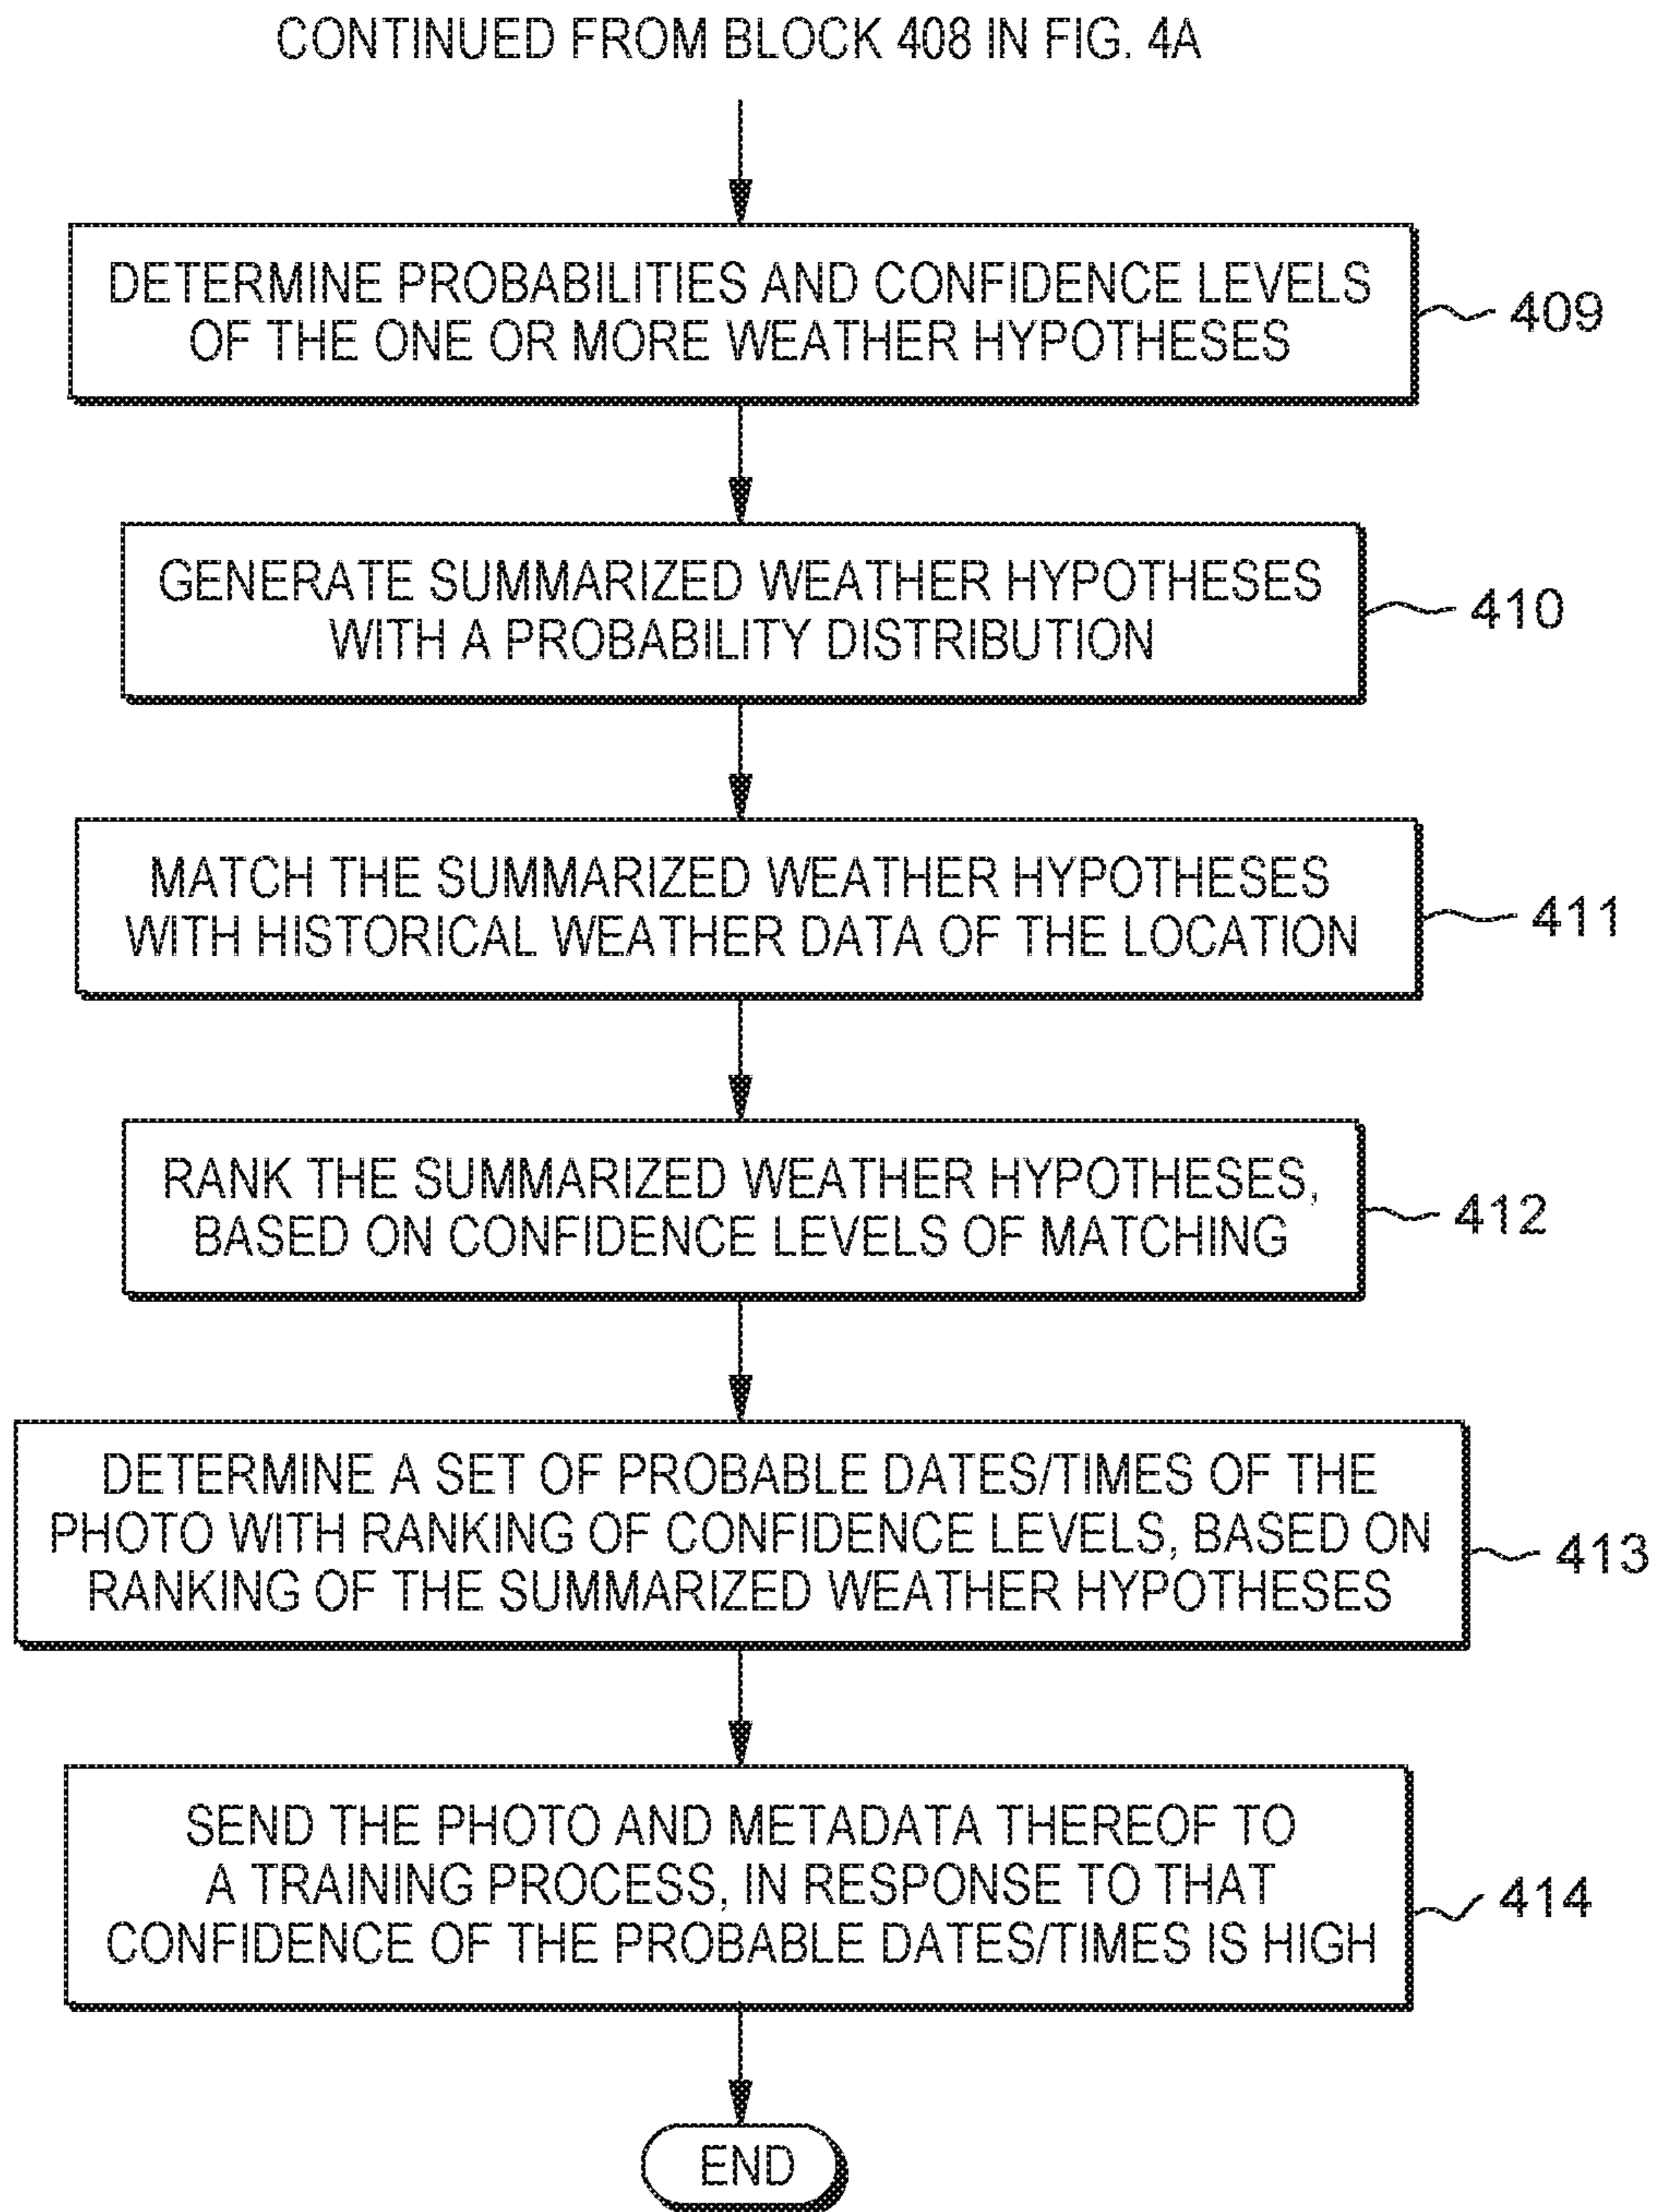 CONTINUED FROM BLOCK 408 IN FIG. 4A
DETERMINE PROBABILITIES AND CONFIDENCE LEVELS
OF THE ONE OR MORE WEATHER HYPOTHESES
409
GENERATE SUMMARIZED WEATHER HYPOTHESES
WITH A PROBABILITY DISTRIBUTION
410
MATCH THE SUMMARIZED WEATHER HYPOTHESES
WITH HISTORICAL WEATHER DATA OF THE LOCATION
411
RANK THE SUMMARIZED WEATHER HYPOTHESES,
BASED ON CONFIDENCE LEVELS OF MATCHING
412
DETERMINE A SET OF PROBABLE DATES/TIMES OF THE
PHOTO WITH RANKING OF CONFIDENCE LEVELS, BASED ON
RANKING OF THE SUMMARIZED WEATHER HYPOTHESES
413
SEND THE PHOTO AND METADATA THEREOF TO
A TRAINING PROCESS, IN RESPONSE TO THAT
CONFIDENCE OF THE PROBABLE DATES/TIMES IS HIGH
414
END